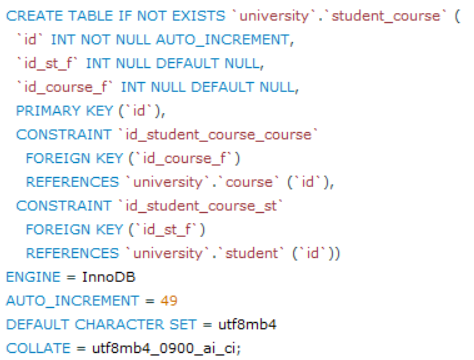 CREATE TABLE IF NOT EXISTS `university`.`student_course` (
`id` INT NOT NULL AUTO_INCREMENT,
`id_st_f` INT NULL DEFAULT NULL,
`id_course_f` INT NULL DEFAULT NULL,
PRIMARY KEY (`id`),
CONSTRAINT `id_student_course_course`
FOREIGN KEY (`id_course_f`)
REFERENCES `university`.`course` (`id`),
CONSTRAINT `id_student_course_st`
FOREIGN KEY (`id_st_f`)
REFERENCES `university`.`student` (`id`))
ENGINE = InnoDB
AUTO_INCREMENT = 49
DEFAULT CHARACTER SET = utf8mb4
COLLATE = utf8mb4_0900_ai_ci;